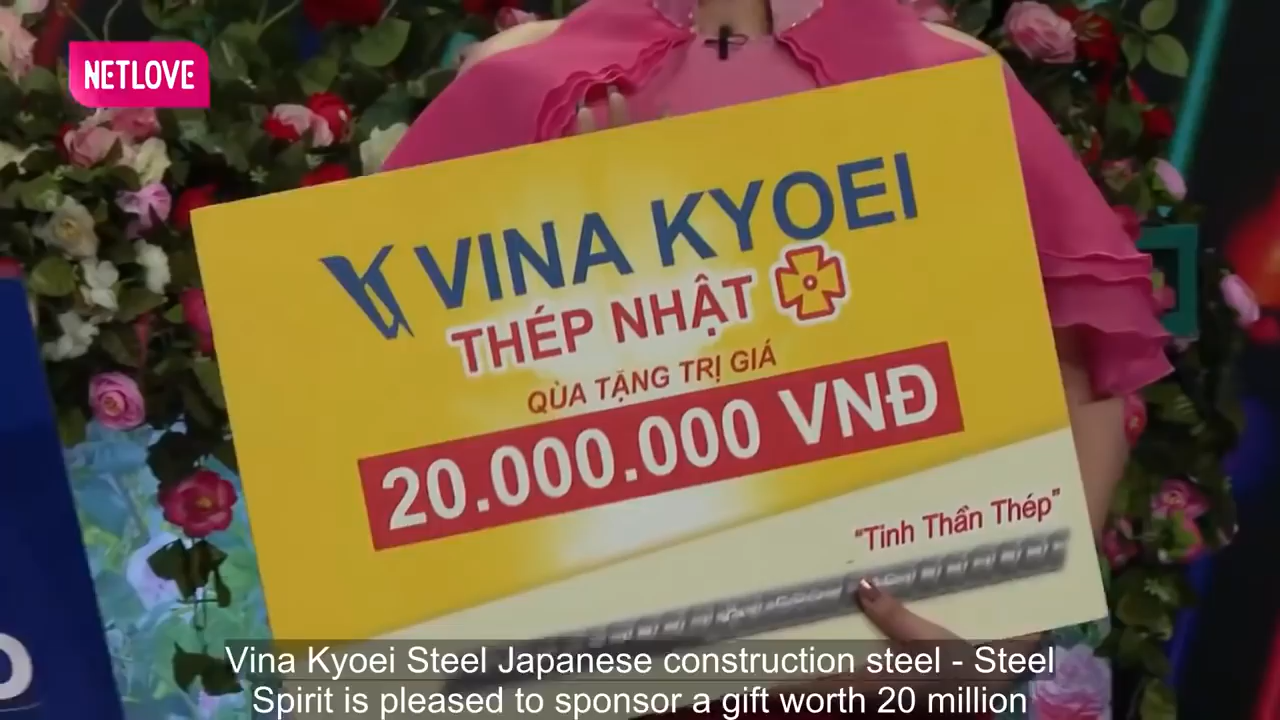 NETLOVE
VINA KYOEI
THÉP NHẬT
QÙA TẶNG TRỊ GIÁ
20.000.000 VNĐ
“Tinh Thần Thép”
Vina Kyoei Steel Japanese construction steel - Steel
Spirit is pleased to sponsor a gift worth 20 million